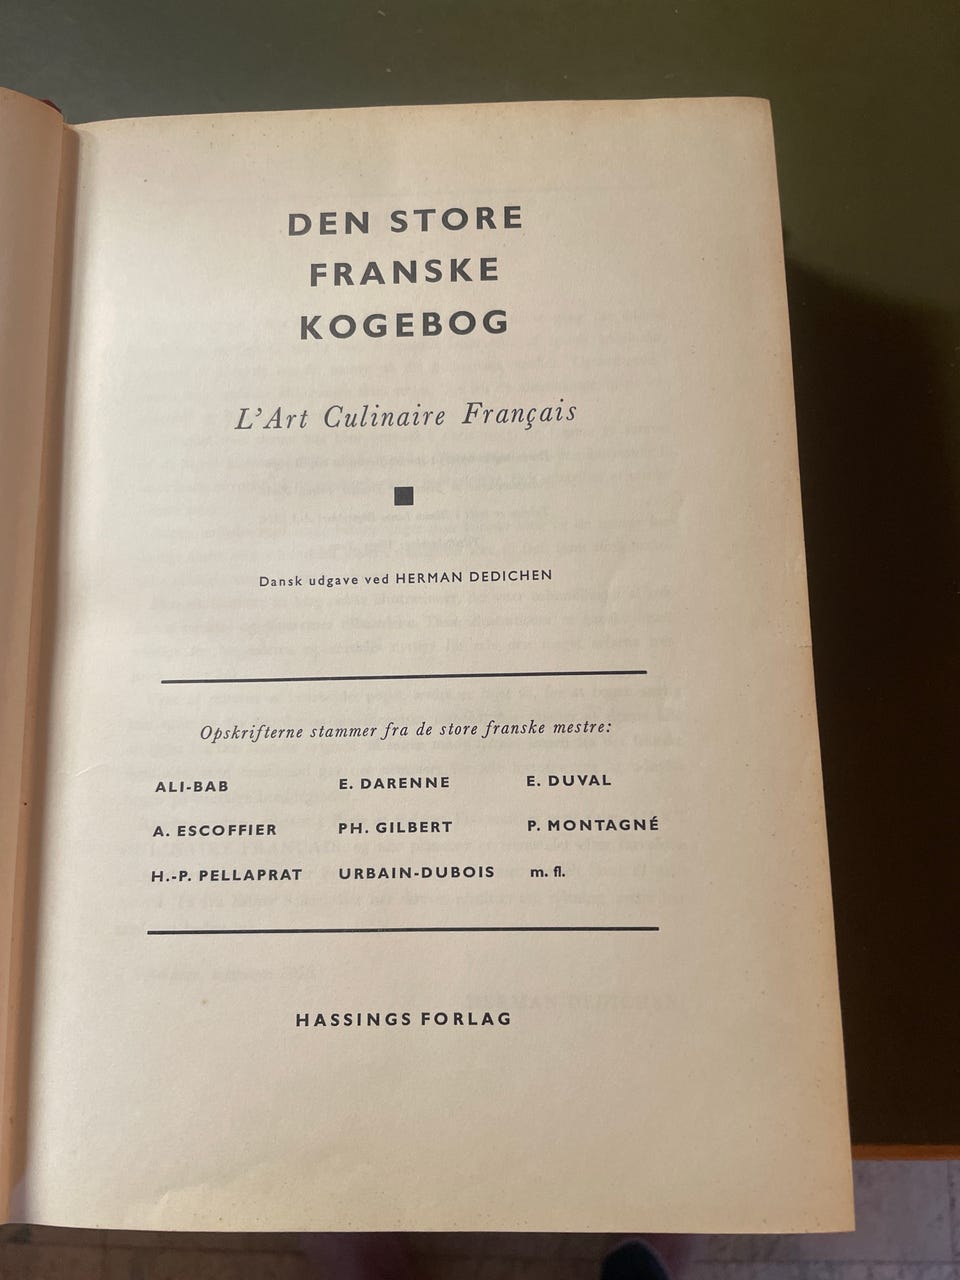 DEN STORE
FRANSKE
KOGEBOG
L'Art Culinaire Français
Dansk udgave ved HERMAN DEDICHEN
Opskrifterne stammer fra de store franske mestre:
ALI-BAB E. DARENNE E. DUVAL
A. ESCOFFIER PH. GILBERT P. MONTAGNÉ
H.-P. PELLAPRAT URBAIN-DUBOIS m. fl.
HASSINGS FORLAG